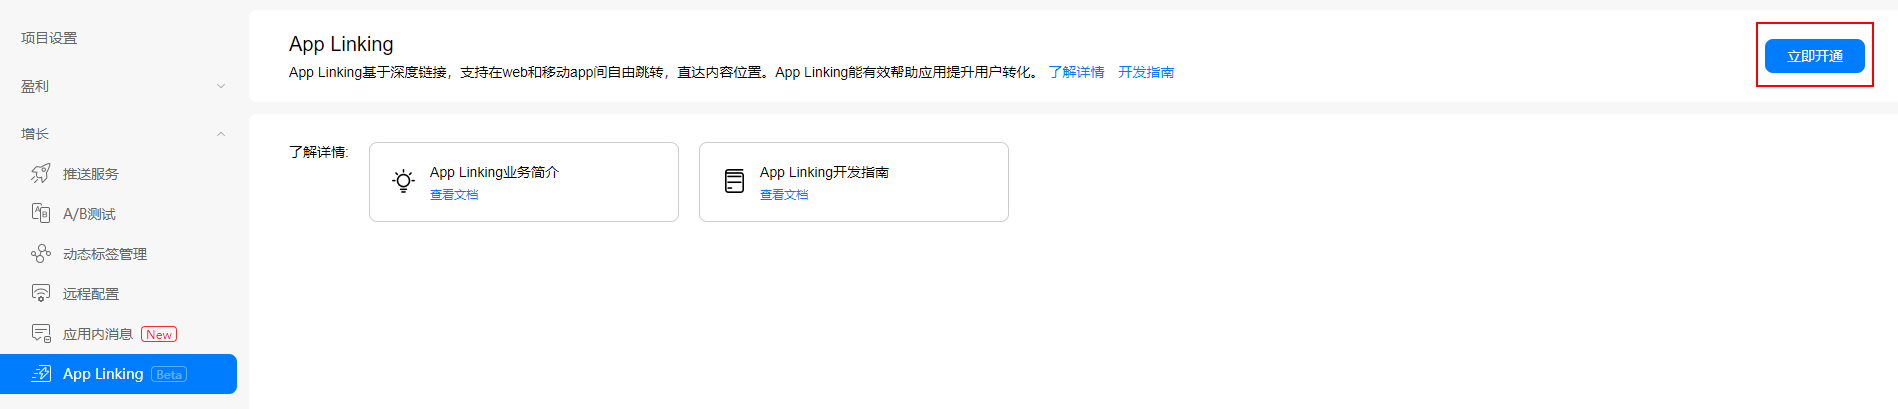 项目设置
盈利
增长
推送服务
A/B测试
动态标签管理
远程配置
应用内消息 New
App Linking Beta
App Linking
App Linking基于深度链接，支持在web和移动app间自由跳转，直达内容位置。App Linking能有效帮助应用提升用户转化。 了解详情 开发指南
立即开通
了解详情:
App Linking业务简介
查看文档
App Linking开发指南
查看文档